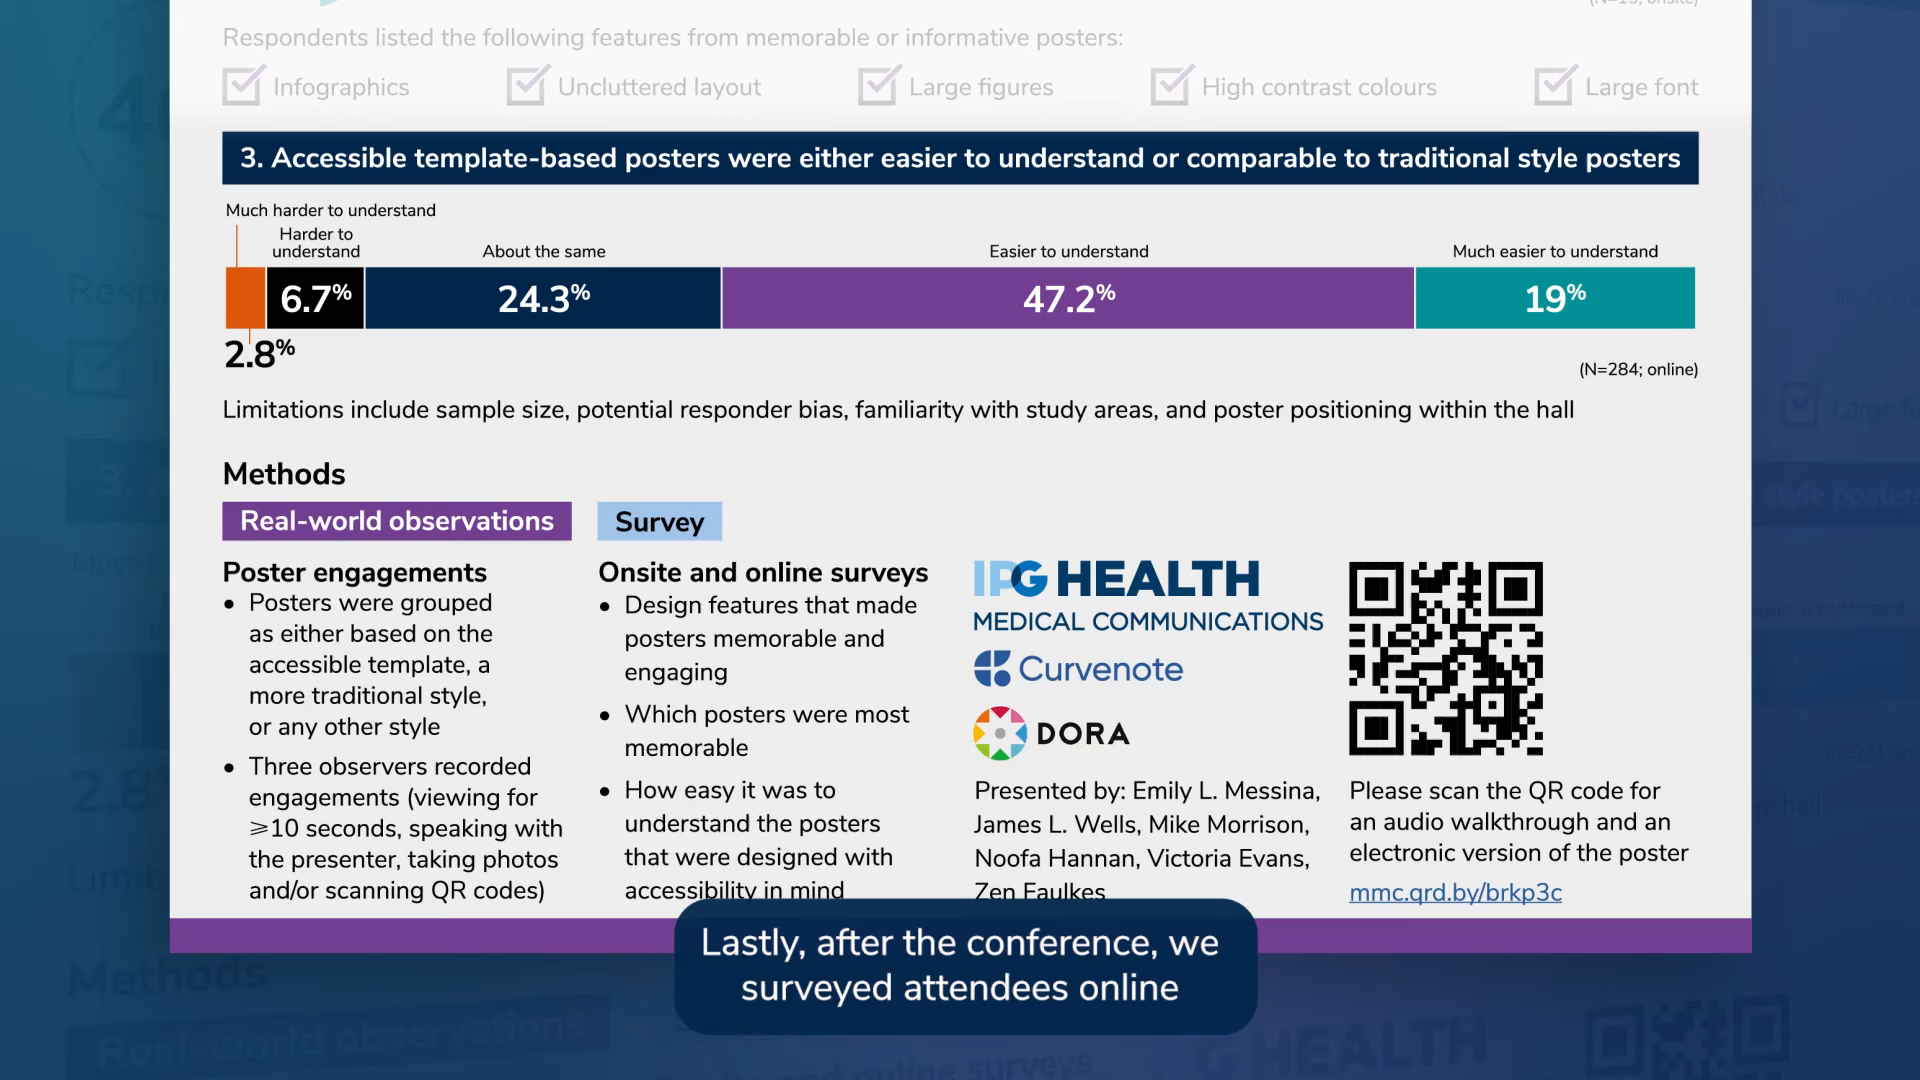 Respondents listed the following features from memorable or informative posters:
Infographics
Uncluttered layout
Large figures
High contrast colours
Large font
3. Accessible template-based posters were either easier to understand or comparable to traditional style posters
Much harder to understand
Harder to
understand
About the same
Easier to understand
Much easier to understand
6.7%
24.3%
47.2%
19%
2.8%
(N=284; online)
Limitations include sample size, potential responder bias, familiarity with study areas, and poster positioning within the hall
Methods
Real-world observations
Poster engagements
• Posters were grouped
as either based on the
accessible template, a
more traditional style,
or any other style
• Three observers recorded
engagements (viewing for
⩾10 seconds, speaking with
the presenter, taking photos
and/or scanning QR codes)
Survey
Onsite and online surveys
• Design features that made
posters memorable and
engaging
• Which posters were most
memorable
• How easy it was to
understand the posters
that were designed with
accessibility in mind
IPG HEALTH
MEDICAL COMMUNICATIONS
Curvenote
DORA
Presented by: Emily L. Messina,
James L. Wells, Mike Morrison,
Noofa Hannan, Victoria Evans,
Zen Faulkes
Please scan the QR code for
an audio walkthrough and an
electronic version of the poster
mmc.qrd.by/brkp3c
Lastly, after the conference, we
surveyed attendees online